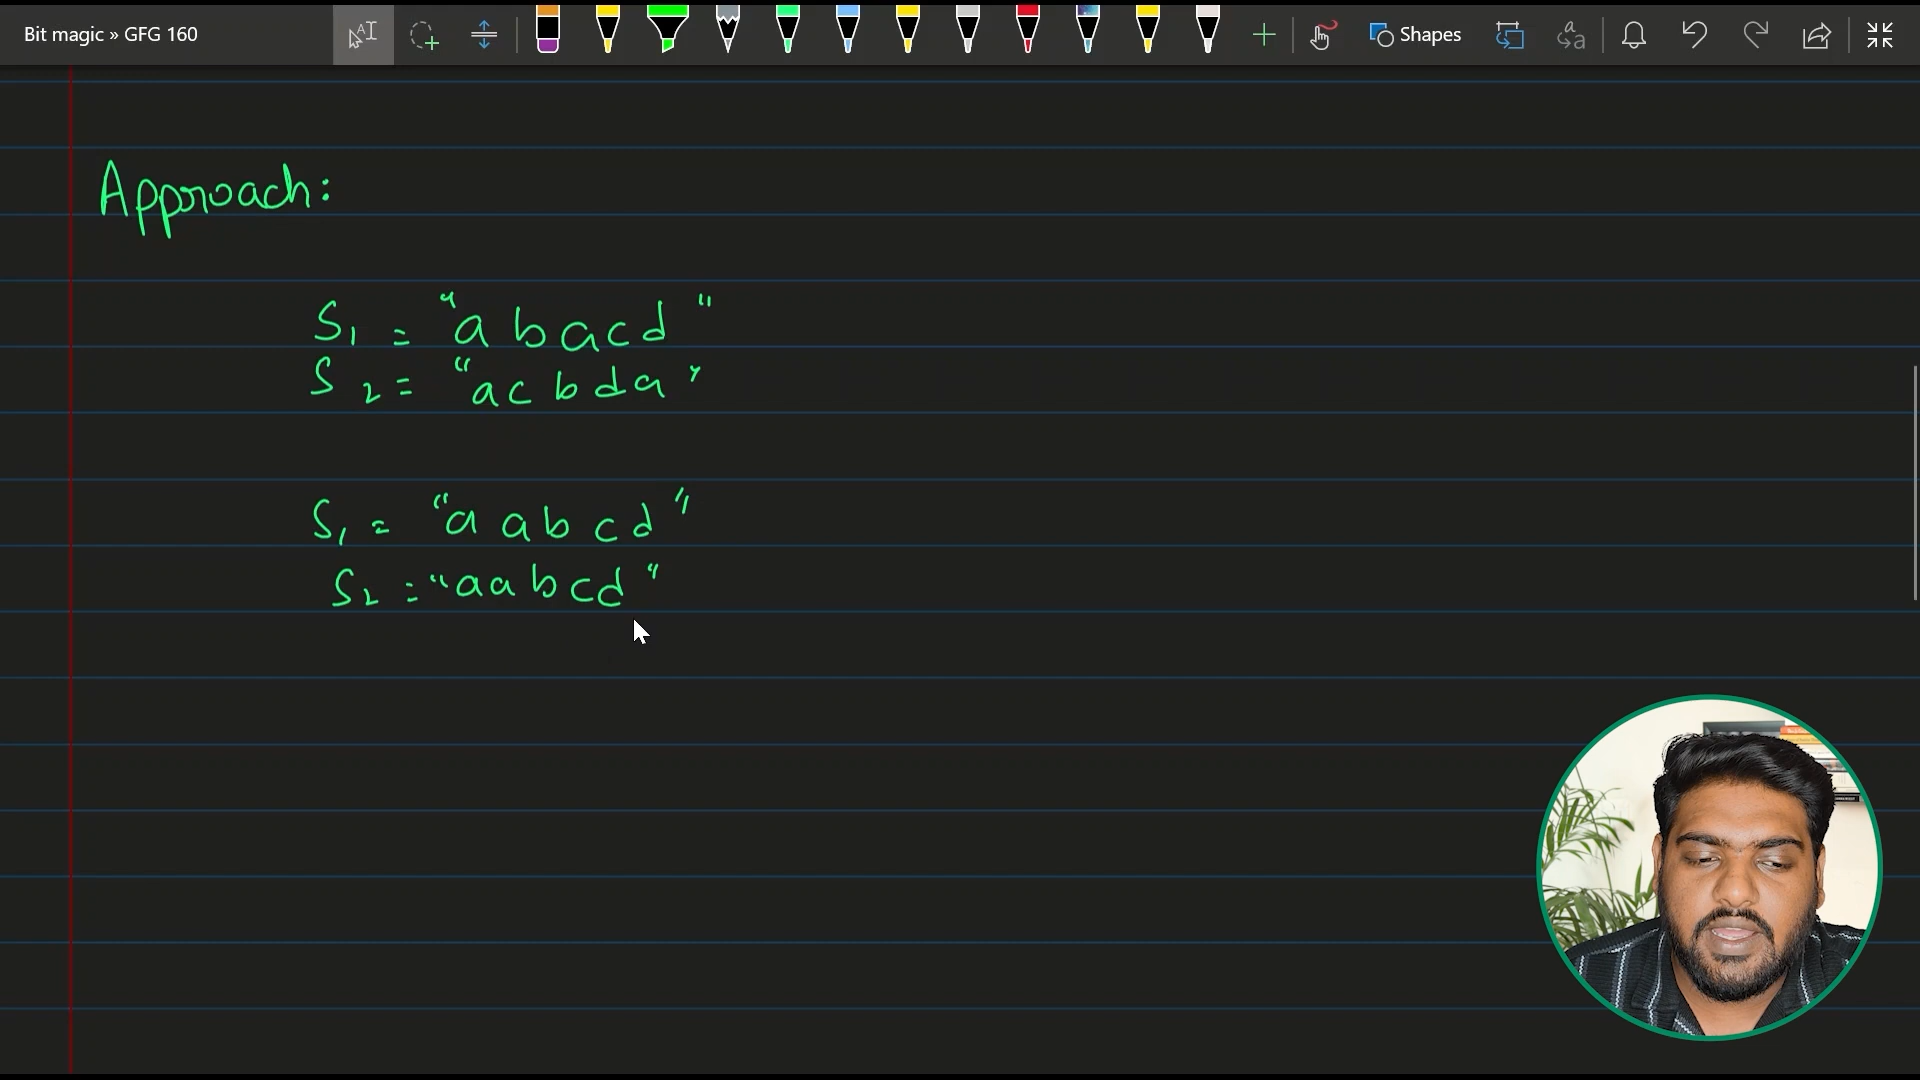 Bit magic » GFG 160
Shapes
Approach:
S1 = "abacd"
S2 = "acbda"
S1 = "aabcd"
S2 = "aabcd"